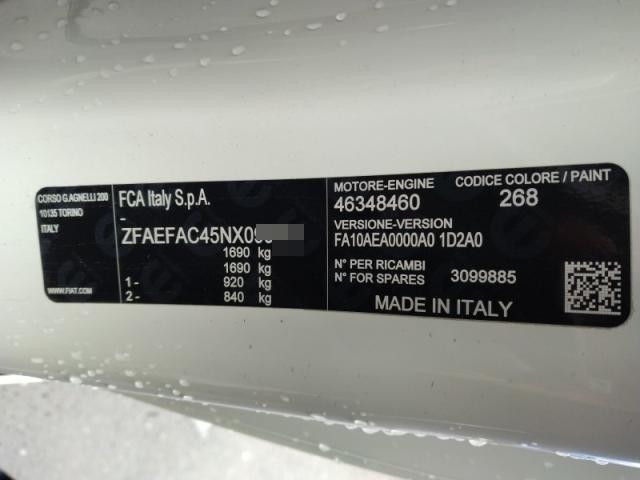 CORSO G.AGNELLI 200
10135 TORINO
ITALY
WWW.FIAT.COM
FCA Italy S.p.A.
-
ZFAEFAC45NX09
1690 kg
1690 kg
1- 920 kg
2- 840 kg
MOTORE-ENGINE
46348460
CODICE COLORE / PAINT
268
VERSIONE-VERSION
FA10AEA0000A0 1D2A0
N° PER RICAMBI
N° FOR SPARES
3099885
MADE IN ITALY